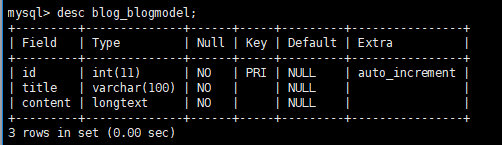 mysql> desc blog_blogmodel;
+---------+--------------+------+-----+---------+----------------+
| Field   | Type         | Null | Key | Default | Extra          |
+---------+--------------+------+-----+---------+----------------+
| id      | int(11)      | NO   | PRI | NULL    | auto_increment |
| title   | varchar(100) | NO   |     | NULL    |                |
| content | longtext     | NO   |     | NULL    |                |
+---------+--------------+------+-----+---------+----------------+
3 rows in set (0.00 sec)